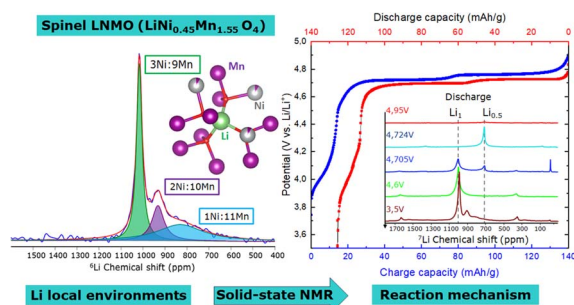 Spinel LNMO (LiNi0.45Mn1.55O4)
3Ni:9Mn
2Ni:10Mn
1Ni:11Mn
Mn
Ni
Li
1500 1400 1300 1200 1100 1000 900 800 700 600 500 400
6Li Chemical shift (ppm)
Discharge capacity (mAh/g)
140 120 100 80 60 40 20 0
Potential (V vs. Li/Li+)
5.0
4.8
4.6
4.4
4.2
4.0
3.8
3.6
3.4
Discharge
Li1 Li0.5
4,95V
4,724V
4,705V
4,6V
3,5V
1700 1500 1300 1100 900 700 500 300 100
7Li Chemical shift (ppm)
0 20 40 60 80 100 120 140
Charge capacity (mAh/g)
Li local environments Solid-state NMR Reaction mechanism